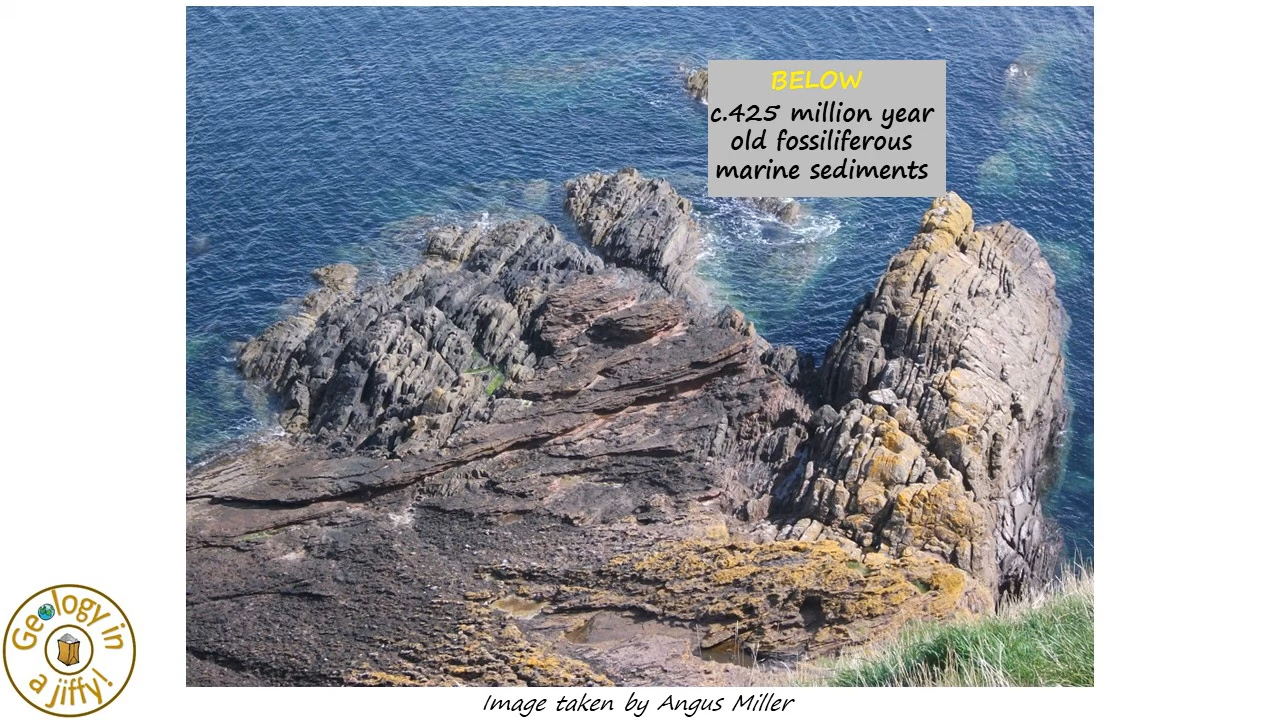 BELOW
c.425 million year
old fossiliferous
marine sediments
Geology in
a jiffy!
Image taken by Angus Miller